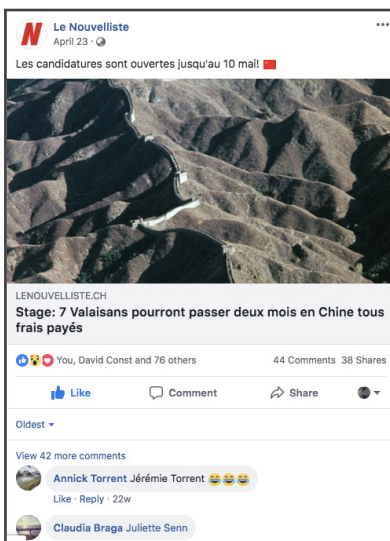 N Le Nouvelliste
April 23 ·
Les candidatures sont ouvertes jusqu'au 10 mai! 🇨🇳
LENOUVELLISTE.CH
Stage: 7 Valaisans pourront passer deux mois en Chine tous
frais payés
You, David Const and 76 others 44 Comments 38 Shares
Like Comment Share
Oldest
View 42 more comments
Annick Torrent Jérémie Torrent 😂😂😂
Like · Reply · 22w
Claudia Braga Juliette Senn